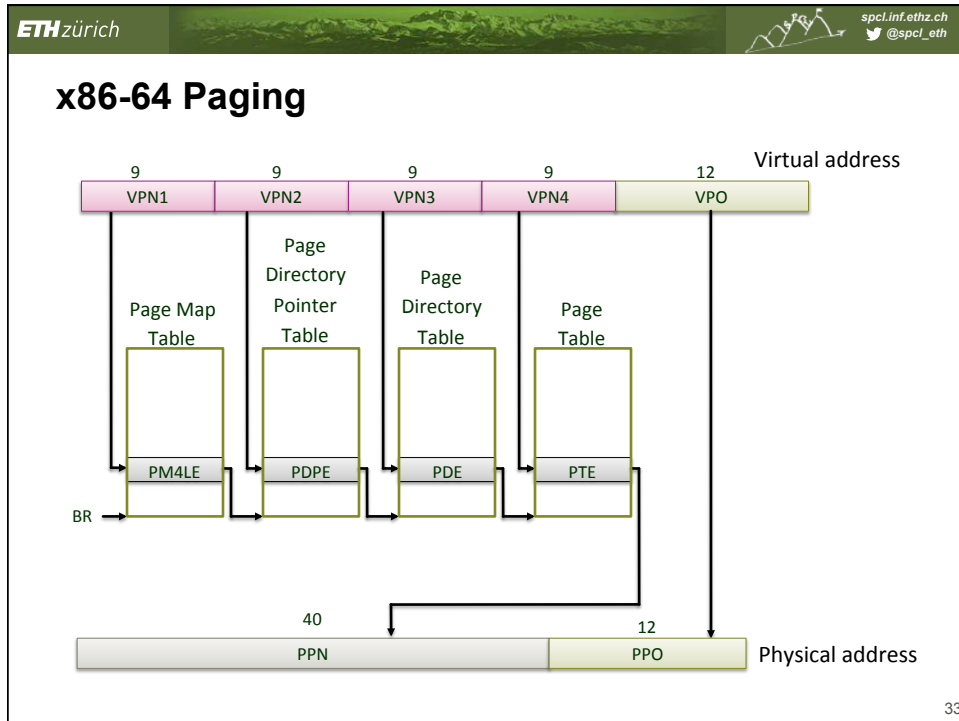 ETH zürich
spcl.inf.ethz.ch
@spcl_eth
x86-64 Paging
Virtual address
9 9 9 9 12
VPN1 VPN2 VPN3 VPN4 VPO
Page Map
Table
Page
Directory
Pointer
Table
Page
Directory
Table
Page
Table
PM4LE PDPE PDE PTE
BR
40 12
PPN PPO Physical address
33